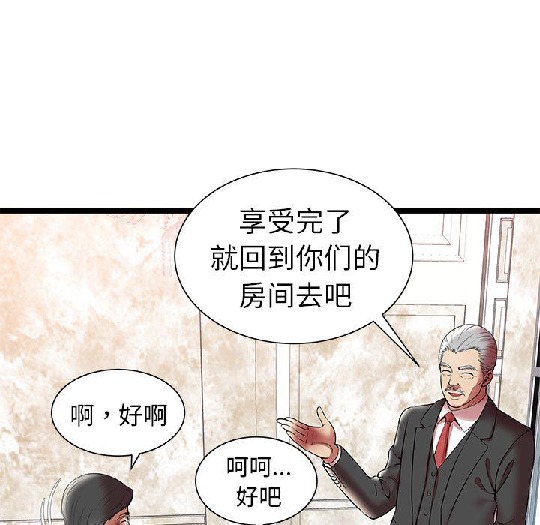 享受完了
就回到你们的
房间去吧
啊，好啊
呵呵...
好吧